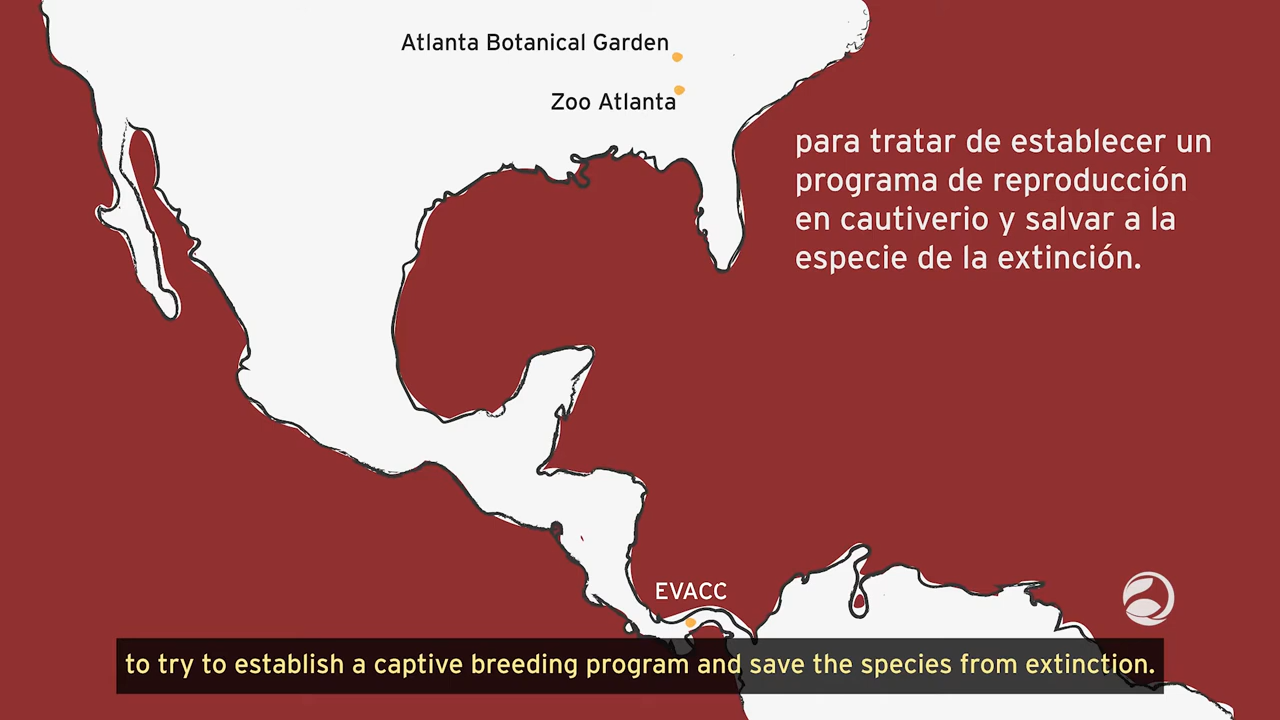 Atlanta Botanical Garden
Zoo Atlanta
para tratar de establecer un
programa de reproducción
en cautiverio y salvar a la
especie de la extinción.
EVACC
to try to establish a captive breeding program and save the species from extinction.